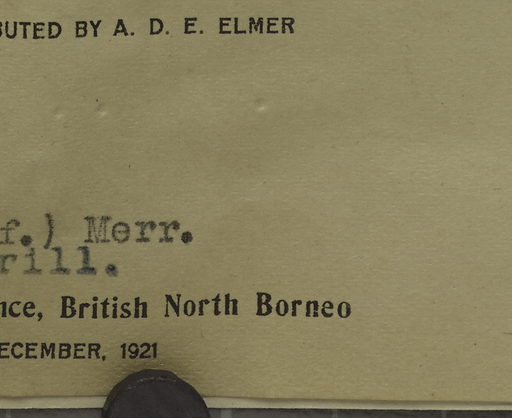 BUTED BY A. D. E. ELMER
f.) Merr.
rill.
nce, British North Borneo
ECEMBER, 1921